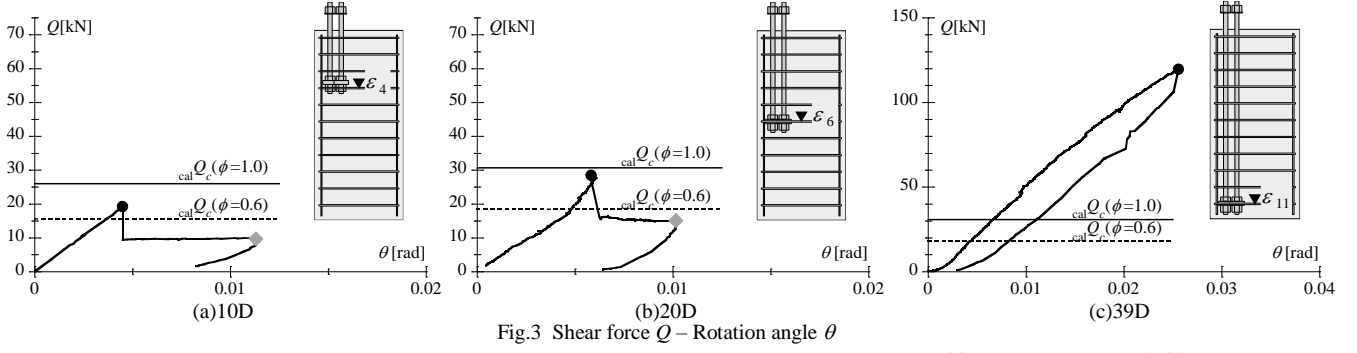 Q[kN]
70
60
50
40
30
20
10
0
calQc(ϕ=1.0)
calQc(ϕ=0.6)
ε4
θ [rad]
0
0.01
0.02
(a)10D
Q[kN]
70
60
50
40
30
20
10
0
calQc(ϕ=1.0)
calQc(ϕ=0.6)
ε6
θ [rad]
0
0.01
0.02
(b)20D
150
Q[kN]
100
50
0
calQc(ϕ=1.0)
calQc(ϕ=0.6)
ε11
θ [rad]
0
0.01
0.02
0.03
0.04
(c)39D
Fig.3 Shear force Q – Rotation angle θ